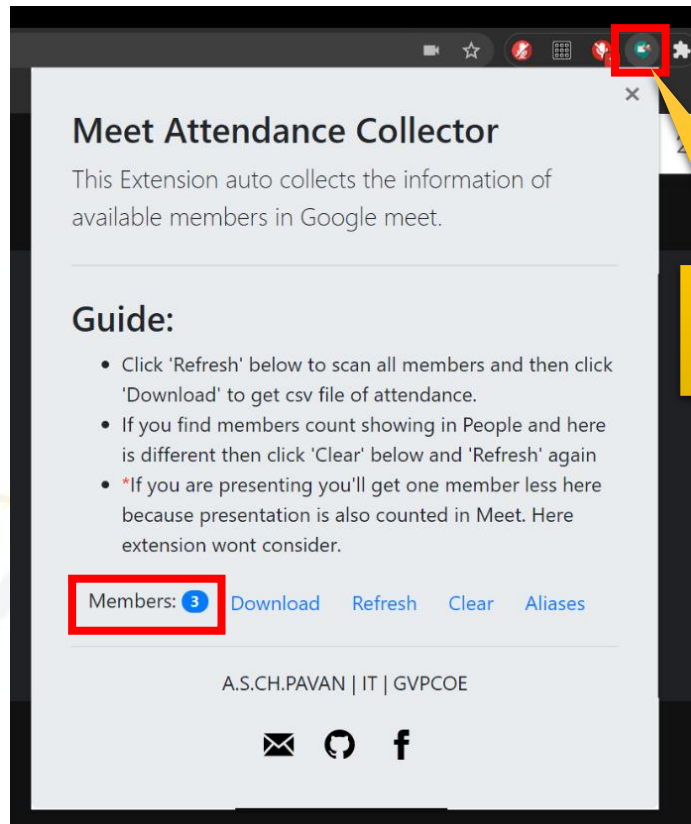 Meet Attendance Collector
This Extension auto collects the information of
available members in Google meet.
Guide:
• Click 'Refresh' below to scan all members and then click
'Download' to get csv file of attendance.
• If you find members count showing in People and here
is different then click 'Clear' below and 'Refresh' again
• *If you are presenting you'll get one member less here
because presentation is also counted in Meet. Here
extension wont consider.
Members: 3 Download Refresh Clear Aliases
A.S.CH.PAVAN | IT | GVPCOE